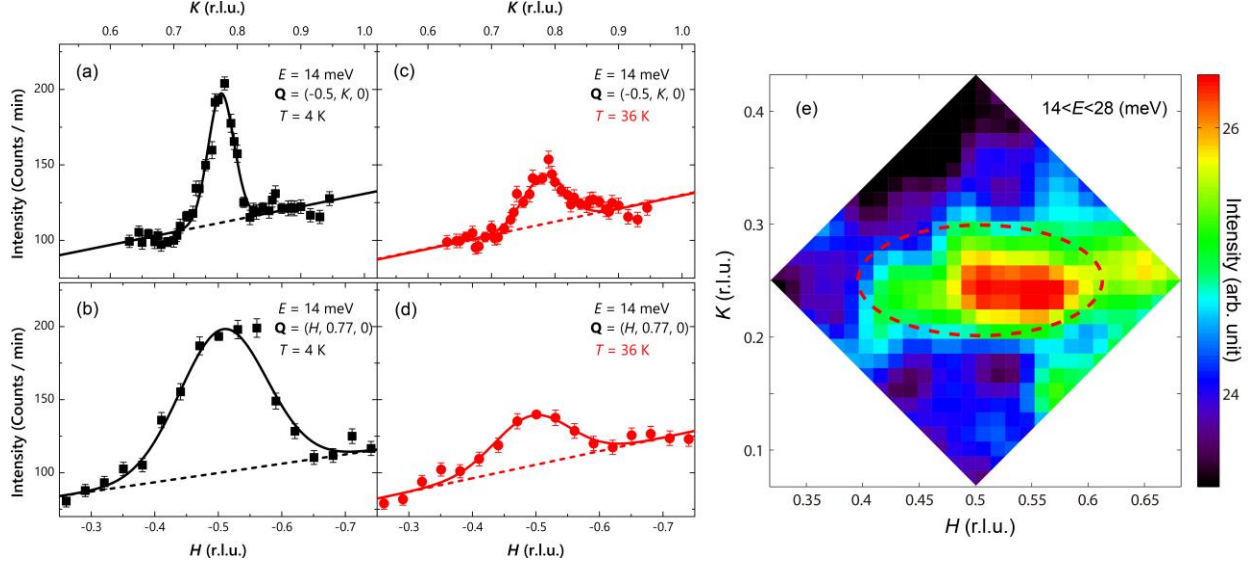 K (r.l.u.)
0.6 0.7 0.8 0.9 1.0
K (r.l.u.)
0.6 0.7 0.8 0.9 1.0
Intensity (Counts / min)
200
150
100
(a)
E = 14 meV
Q = (-0.5, K, 0)
T = 4 K
(c)
E = 14 meV
Q = (-0.5, K, 0)
T = 36 K
Intensity (Counts / min)
200
150
100
(b)
E = 14 meV
Q = (H, 0.77, 0)
T = 4 K
(d)
E = 14 meV
Q = (H, 0.77, 0)
T = 36 K
-0.3 -0.4 -0.5 -0.6 -0.7
H (r.l.u.)
-0.3 -0.4 -0.5 -0.6 -0.7
H (r.l.u.)
(e)
14<E<28 (meV)
K (r.l.u.)
0.4
0.3
0.2
0.1
0.35 0.4 0.45 0.5 0.55 0.6 0.65
H (r.l.u.)
26
24
Intensity (arb. unit)